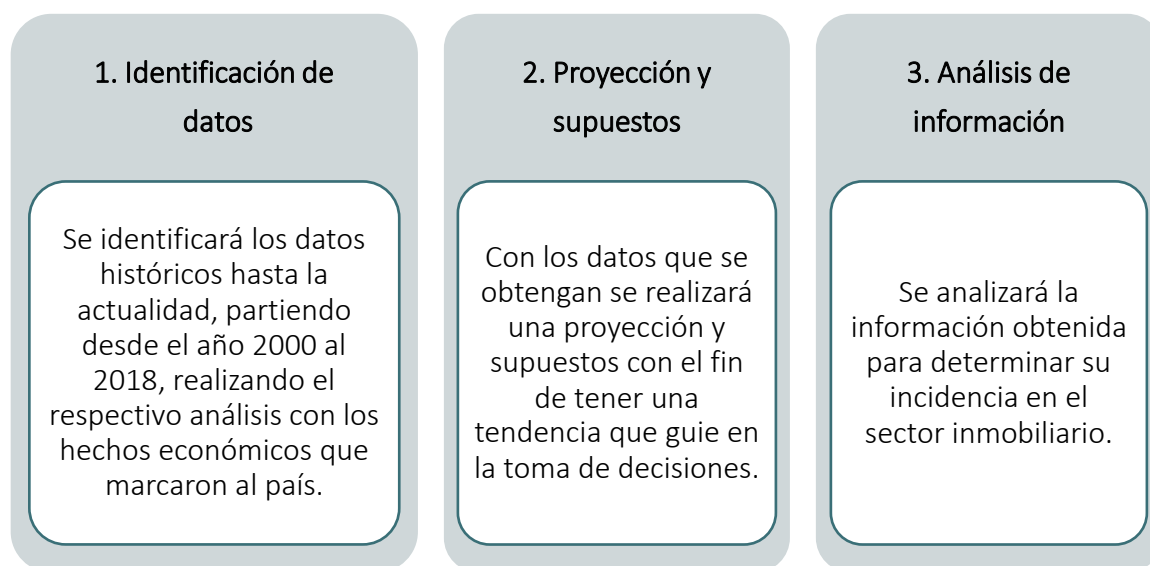 1. Identificación de
datos
Se identificará los datos
históricos hasta la
actualidad, partiendo
desde el año 2000 al
2018, realizando el
respectivo análisis con los
hechos económicos que
marcaron al país.
2. Proyección y
supuestos
Con los datos que se
obtengan se realizará
una proyección y
supuestos con el fin
de tener una
tendencia que guie en
la toma de decisiones.
3. Análisis de
información
Se analizará la
información obtenida
para determinar su
incidencia en el
sector inmobiliario.